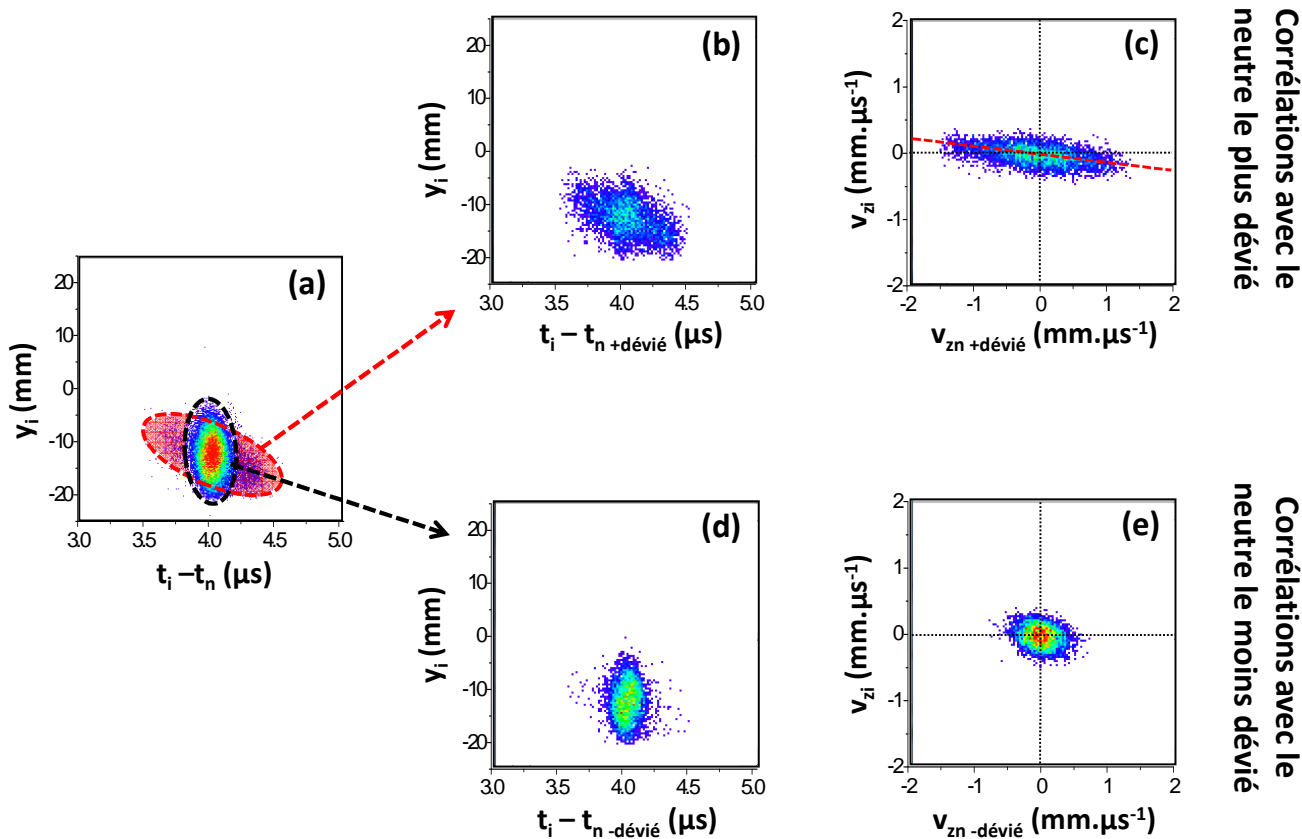 (a)
20
10
0
-10
-20
y_i (mm)
3.0 3.5 4.0 4.5 5.0
t_i –t_n (µs)
(b)
20
10
0
-10
-20
y_i (mm)
3.0 3.5 4.0 4.5 5.0
t_i – t_n +dévié (µs)
(c)
2
1
0
-1
-2
v_zi (mm.µs⁻¹)
-2 -1 0 1 2
v_zn +dévié (mm.µs⁻¹)
Corrélations avec le
neutre le plus dévié
(d)
20
10
0
-10
-20
y_i (mm)
3.0 3.5 4.0 4.5 5.0
t_i – t_n -dévié (µs)
(e)
2
1
0
-1
-2
v_zi (mm.µs⁻¹)
-2 -1 0 1 2
v_zn -dévié (mm.µs⁻¹)
Corrélations avec le
neutre le moins dévié